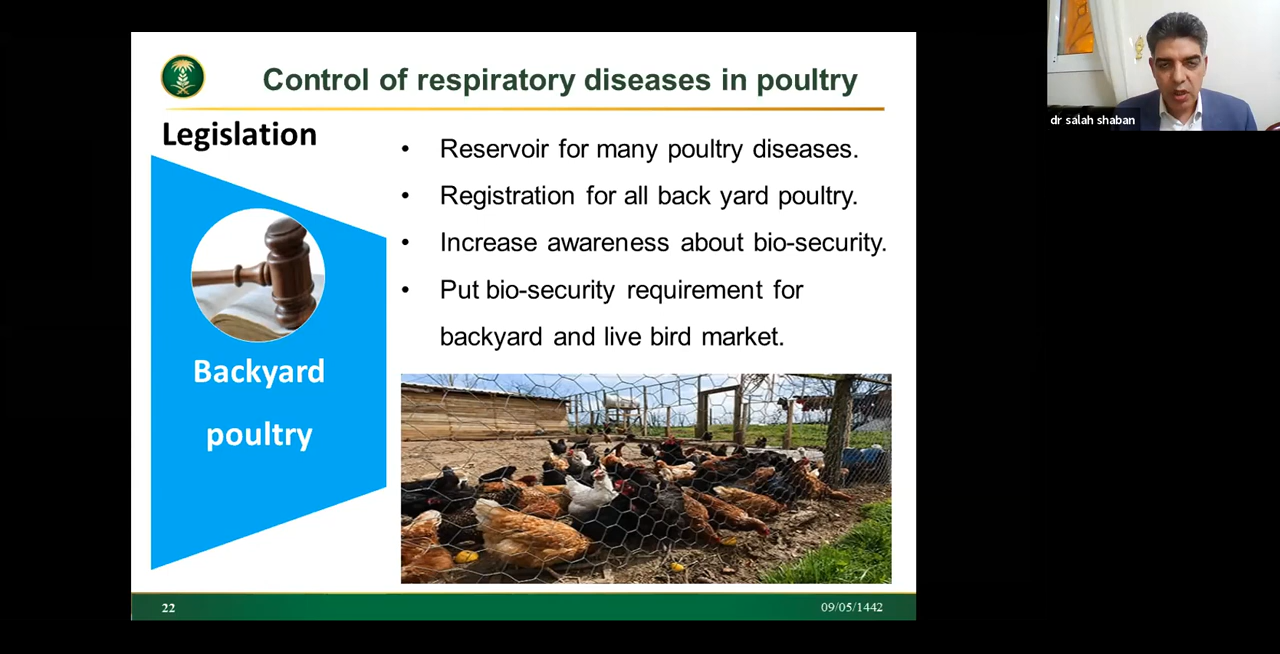 Control of respiratory diseases in poultry
Legislation
Backyard
poultry
• Reservoir for many poultry diseases.
• Registration for all back yard poultry.
• Increase awareness about bio-security.
• Put bio-security requirement for
backyard and live bird market.
22
09/05/1442
dr salah shaban